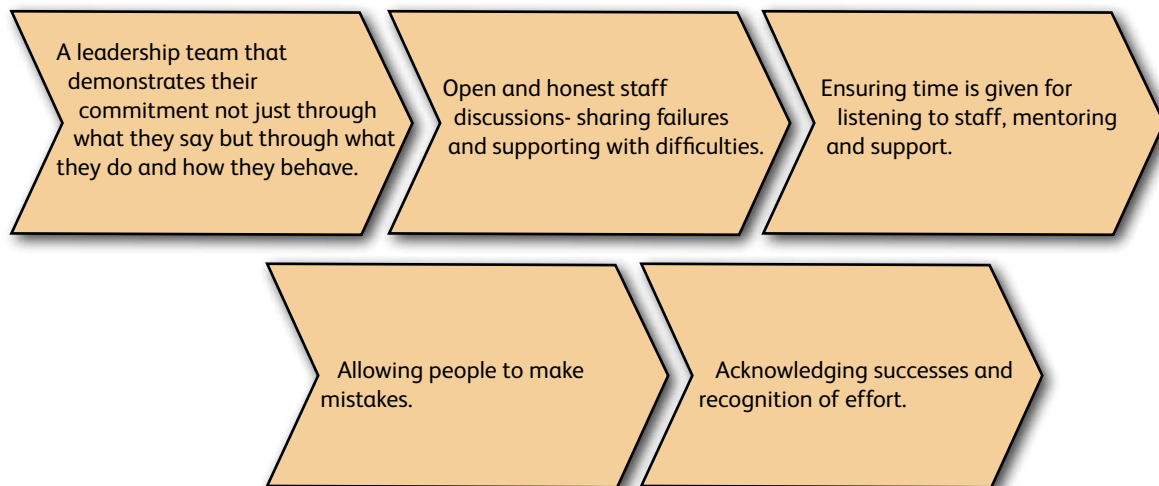 A leadership team that
demonstrates their
commitment not just through
what they say but through what
they do and how they behave.
Open and honest staff
discussions- sharing failures
and supporting with difficulties.
Ensuring time is given for
listening to staff, mentoring
and support.
Allowing people to make
mistakes.
Acknowledging successes and
recognition of effort.